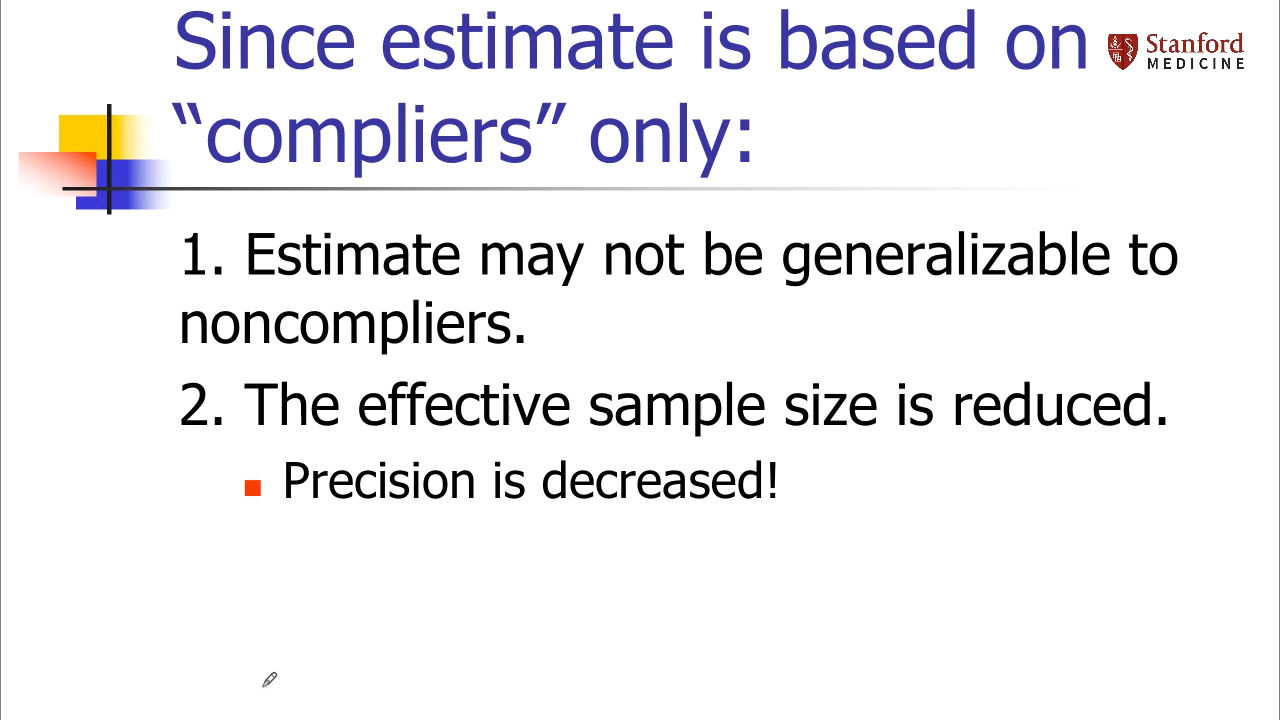 Since estimate is based on
“compliers” only:
Stanford
MEDICINE
1. Estimate may not be generalizable to
noncompliers.
2. The effective sample size is reduced.
Precision is decreased!